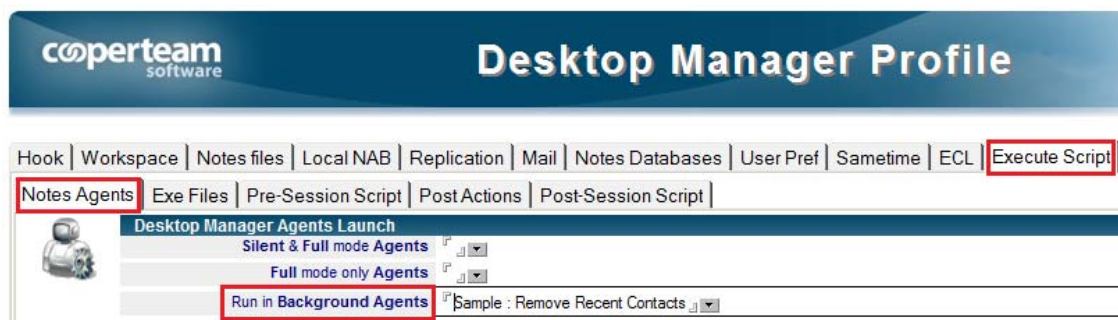 cooperteam
software
Desktop Manager Profile
Hook | Workspace | Notes files | Local NAB | Replication | Mail | Notes Databases | User Pref | Sametime | ECL | Execute Script
Notes Agents | Exe Files | Pre-Session Script | Post Actions | Post-Session Script |
Desktop Manager Agents Launch
Silent & Full mode Agents
Full mode only Agents
Run in Background Agents Sample : Remove Recent Contacts